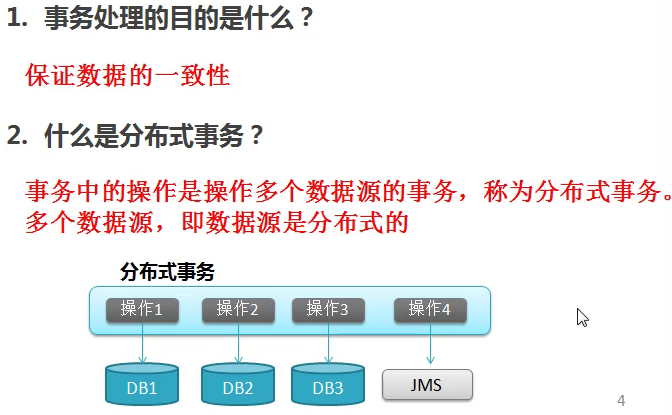 1. 事务处理的目的是什么？
保证数据的一致性
2. 什么是分布式事务？
事务中的操作是操作多个数据源的事务，称为分布式事务。
多个数据源，即数据源是分布式的
分布式事务
操作1 操作2 操作3 操作4
DB1 DB2 DB3 JMS
4